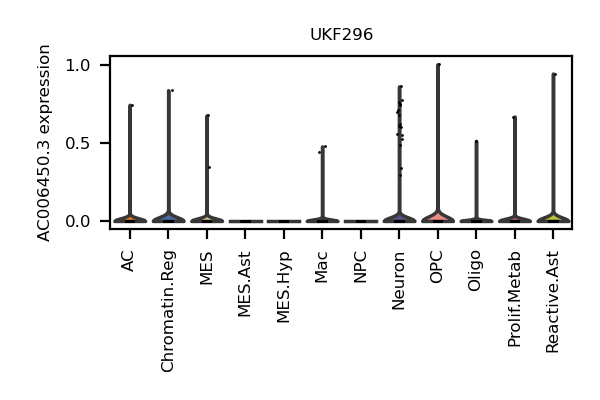 UKF296
AC006450.3 expression
1.0
0.5
0.0
AC
Chromatin.Reg
MES
MES.Ast
MES.Hyp
Mac
NPC
Neuron
OPC
Oligo
Prolif.Metab
Reactive.Ast